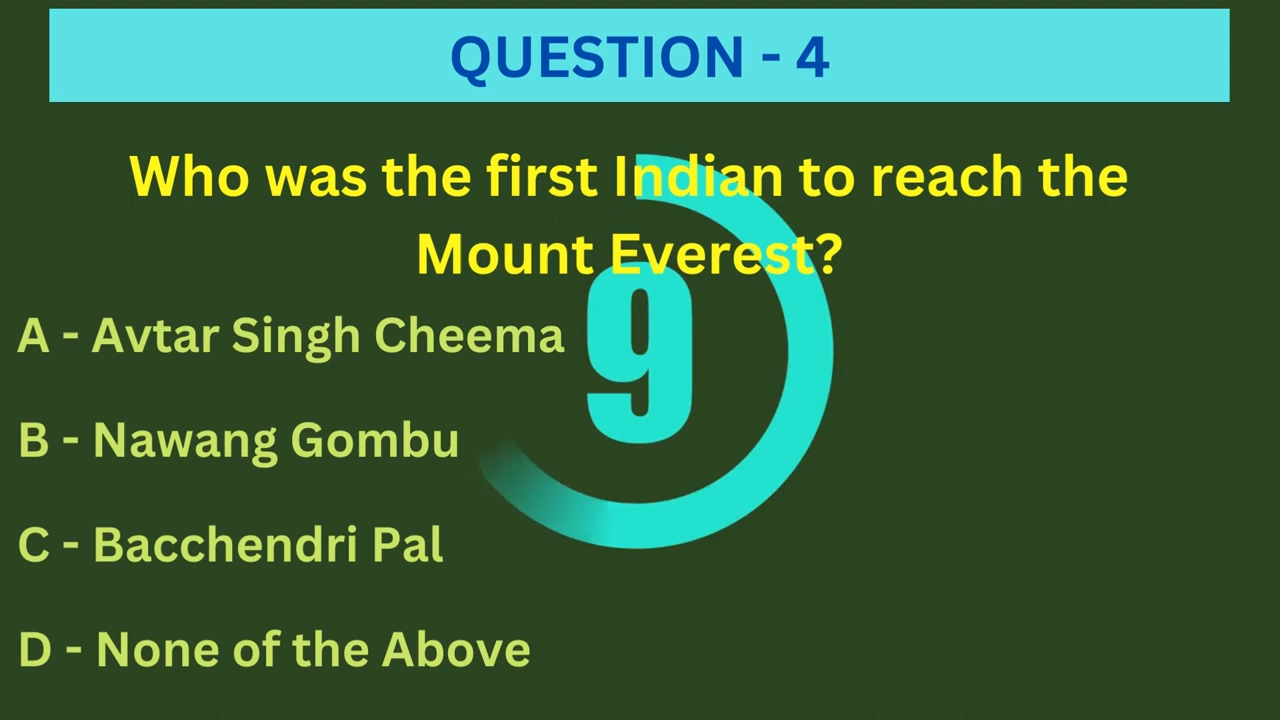 QUESTION - 4
Who was the first Indian to reach the
Mount Everest?
9
A - Avtar Singh Cheema
B - Nawang Gombu
C - Bacchendri Pal
D - None of the Above